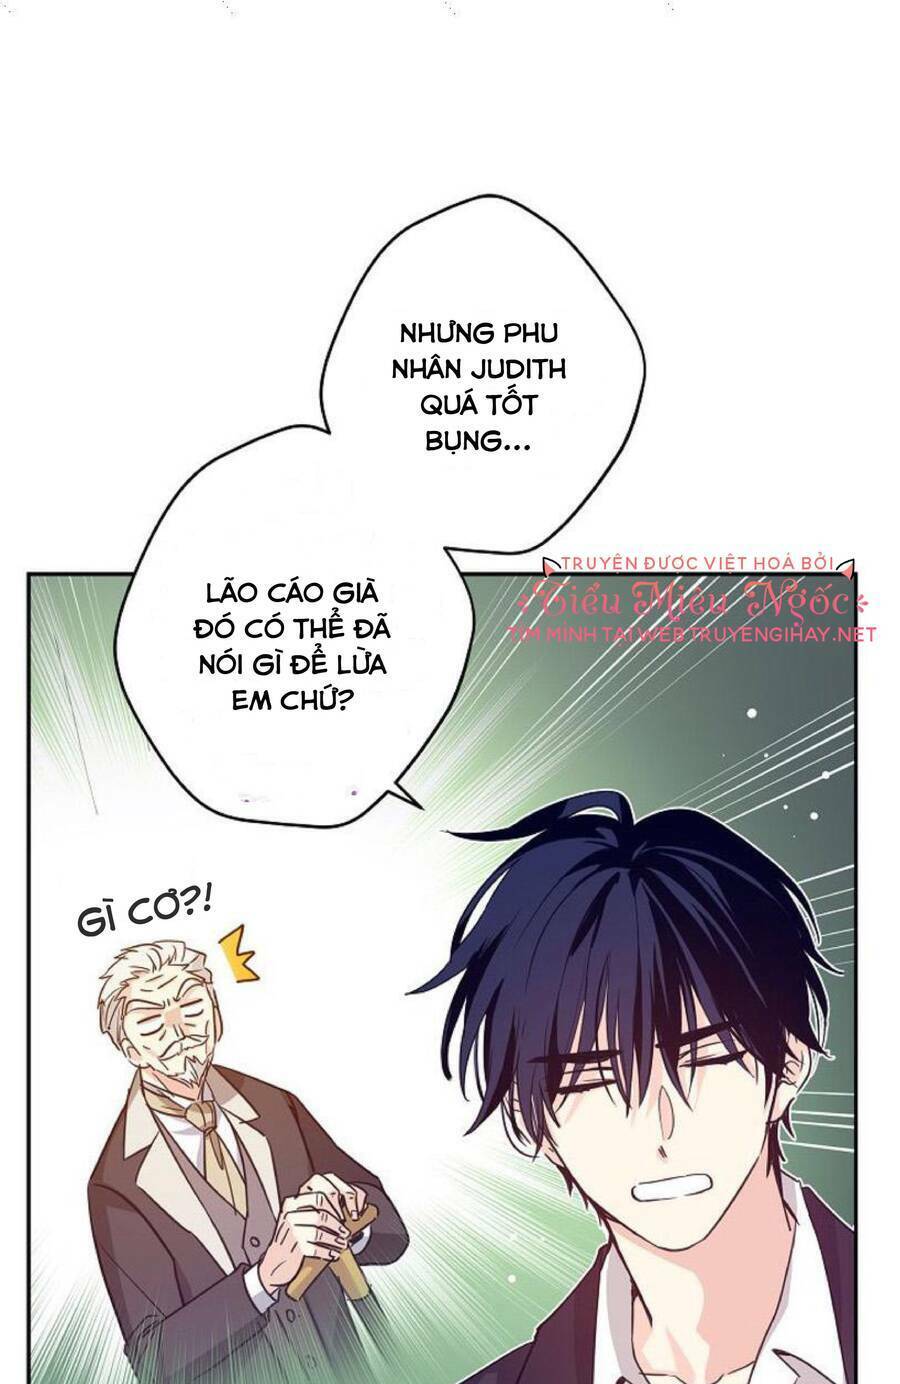 NHƯNG PHU
NHÂN JUDITH
QUÁ TỐT
BỤNG...
TRUYỆN ĐƯỢC VIỆT HOÁ BỞI
Tiểu Miêu Ngốc
TÌM MÌNH TẠI WEB TRUYENGIHAY.NET
LÃO CÁO GIÀ
ĐÓ CÓ THỂ ĐÃ
NÓI GÌ ĐỂ LỪA
EM CHỨ?
GÌ CƠ?!